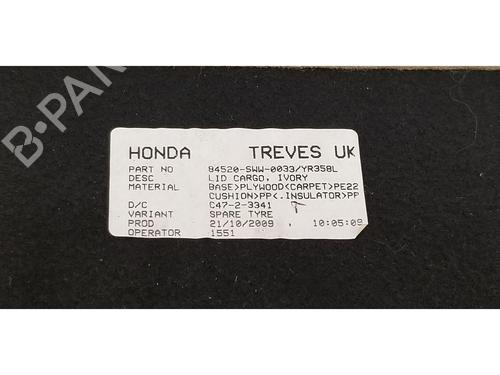 B-PARTS
HONDA TREVES UK
PART NO 84520-SWW-0033/YR358L
DESC LID CARGO, IVORY
MATERIAL BASE>PLYWOOD<CARPET>PE22
CUSHION>PP<.INSULATOR>PP
D/C C47-2-3341
VARIANT SPARE TYRE
PROD 21/10/2009 . 10:05:09
OPERATOR 1551